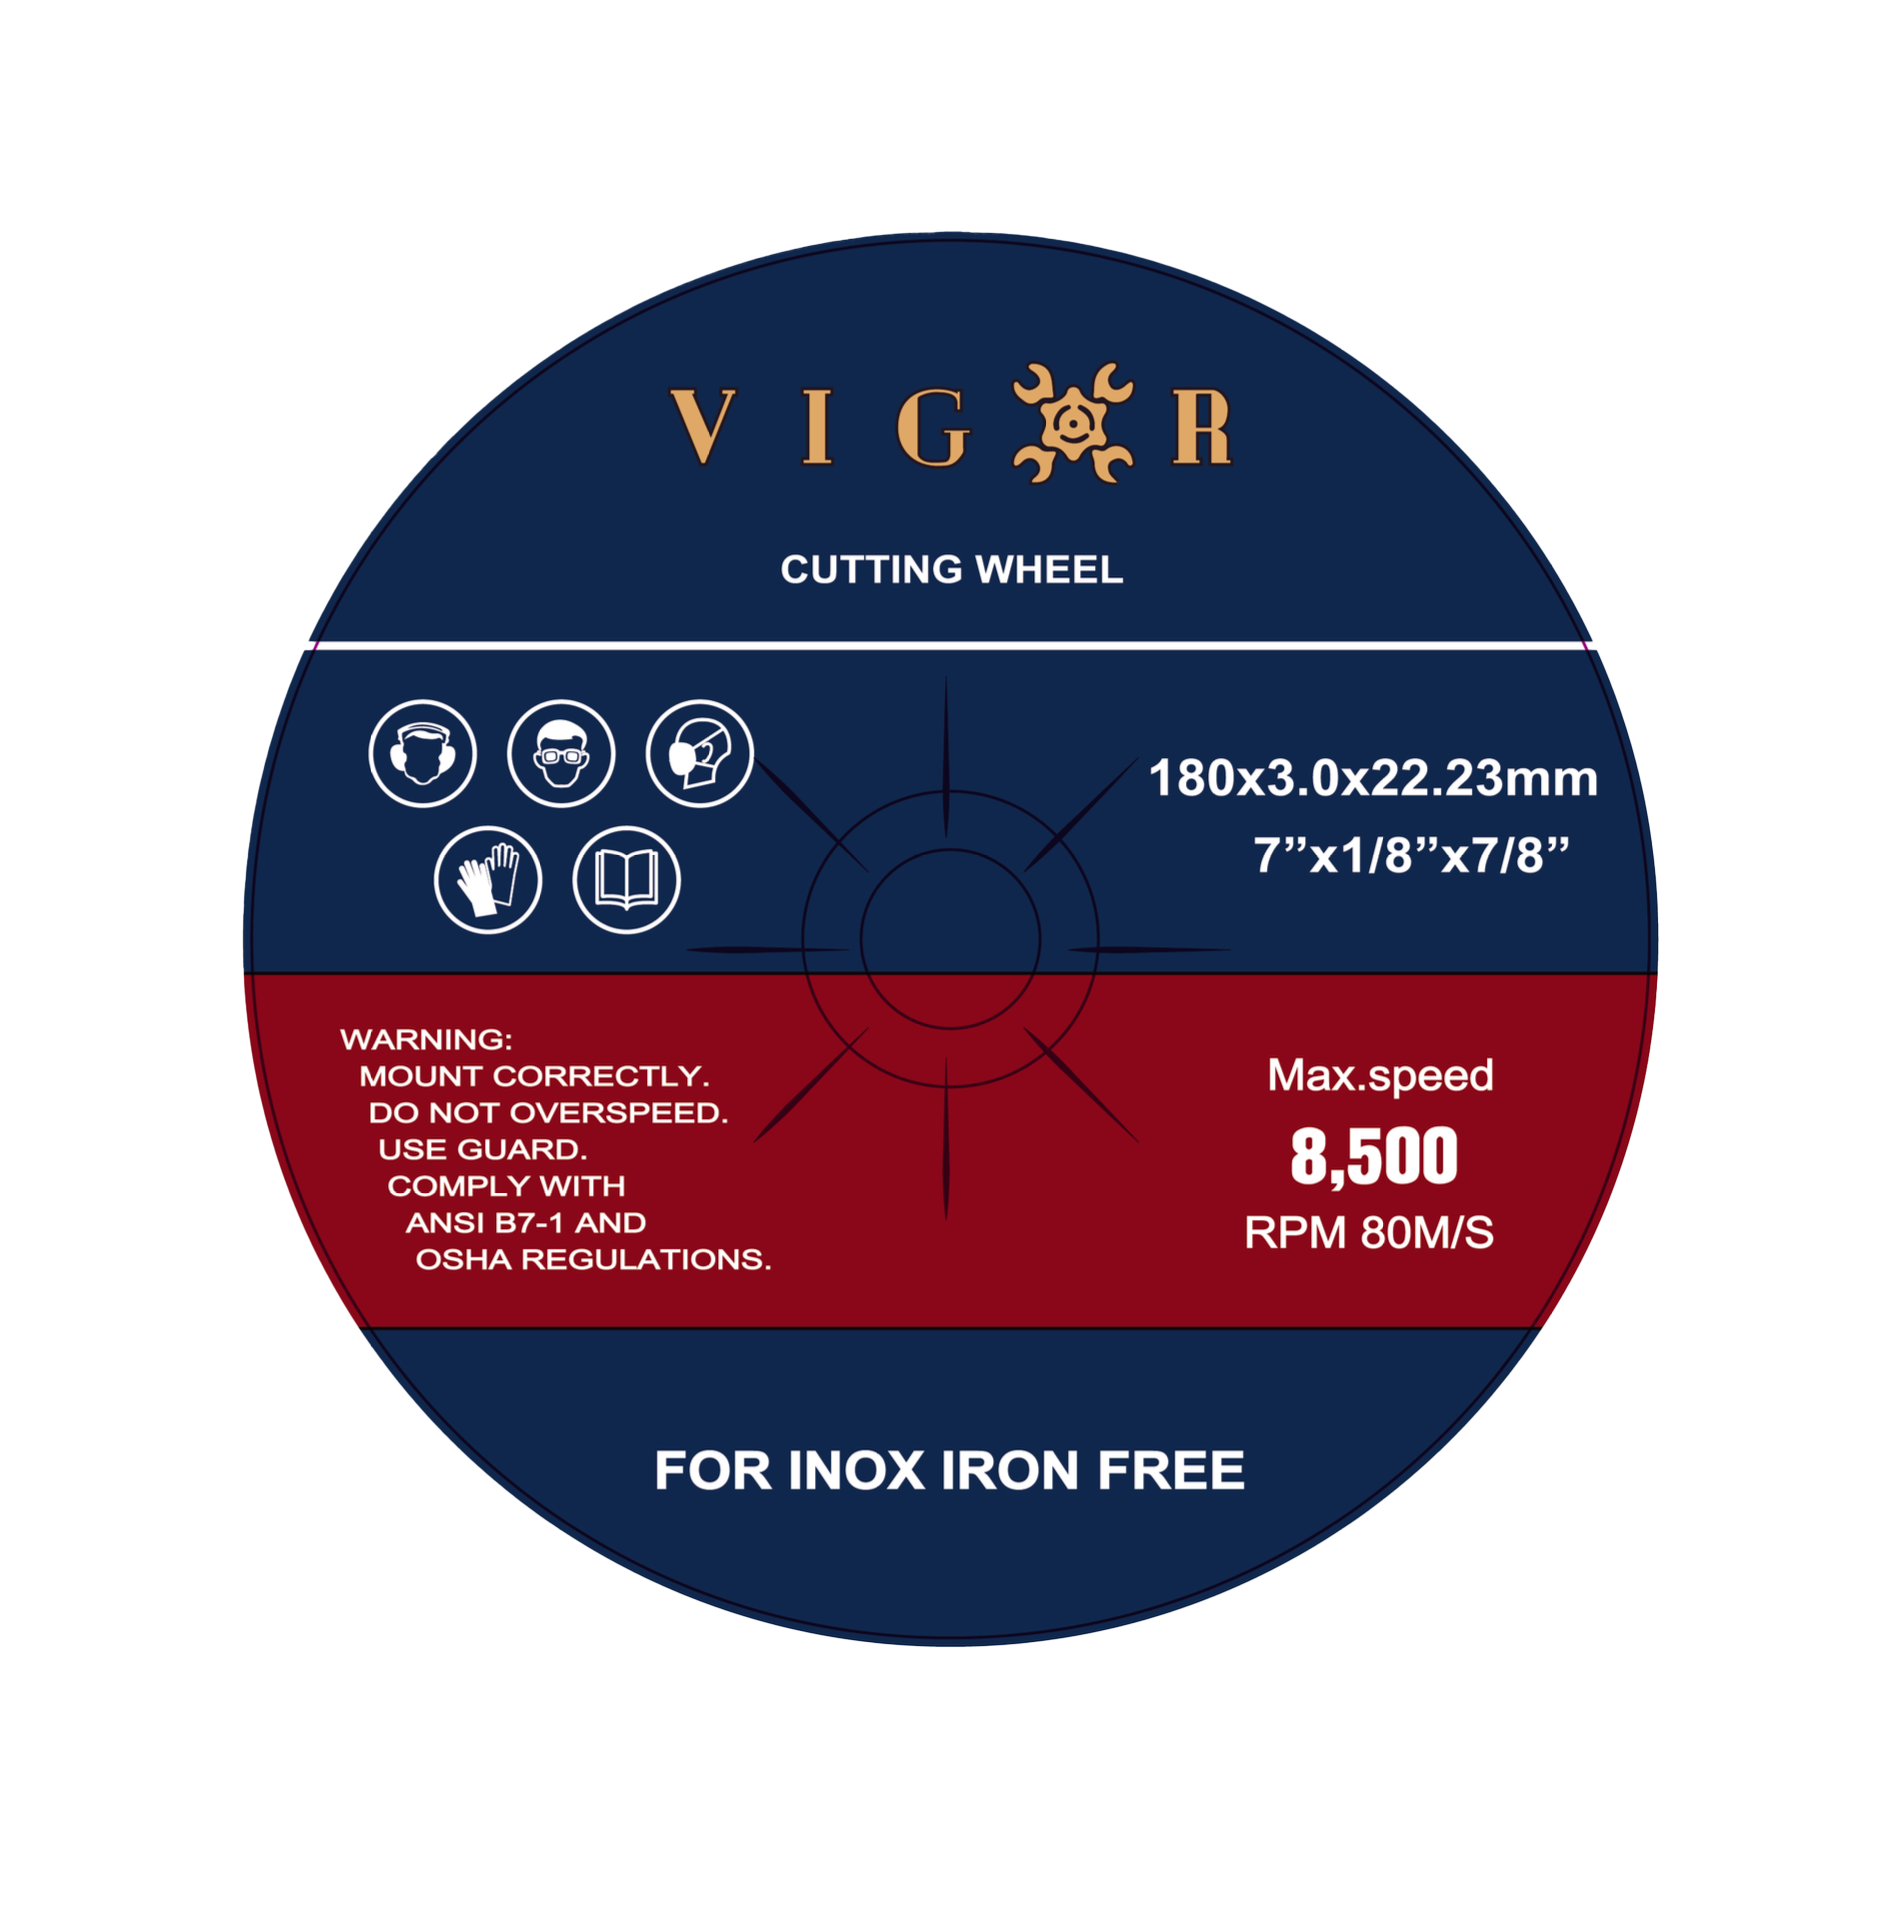 VIGOR
CUTTING WHEEL
180x3.0x22.23mm
7”x1/8”x7/8”
WARNING:
MOUNT CORRECTLY.
DO NOT OVERSPEED.
USE GUARD.
COMPLY WITH
ANSI B7-1 AND
OSHA REGULATIONS.
Max.speed
8,500
RPM 80M/S
FOR INOX IRON FREE